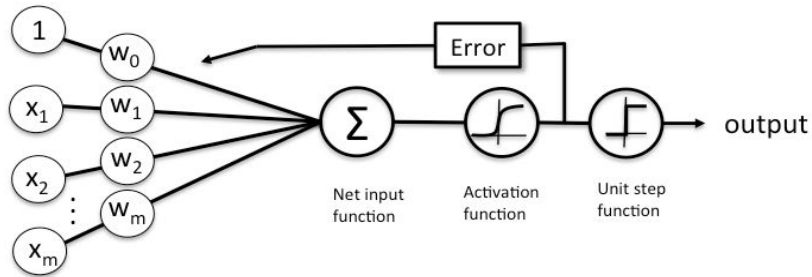 1
w0
Error
x1
w1
Σ
output
x2
w2
⋮
wm
xm
Net input
function
Activation
function
Unit step
function